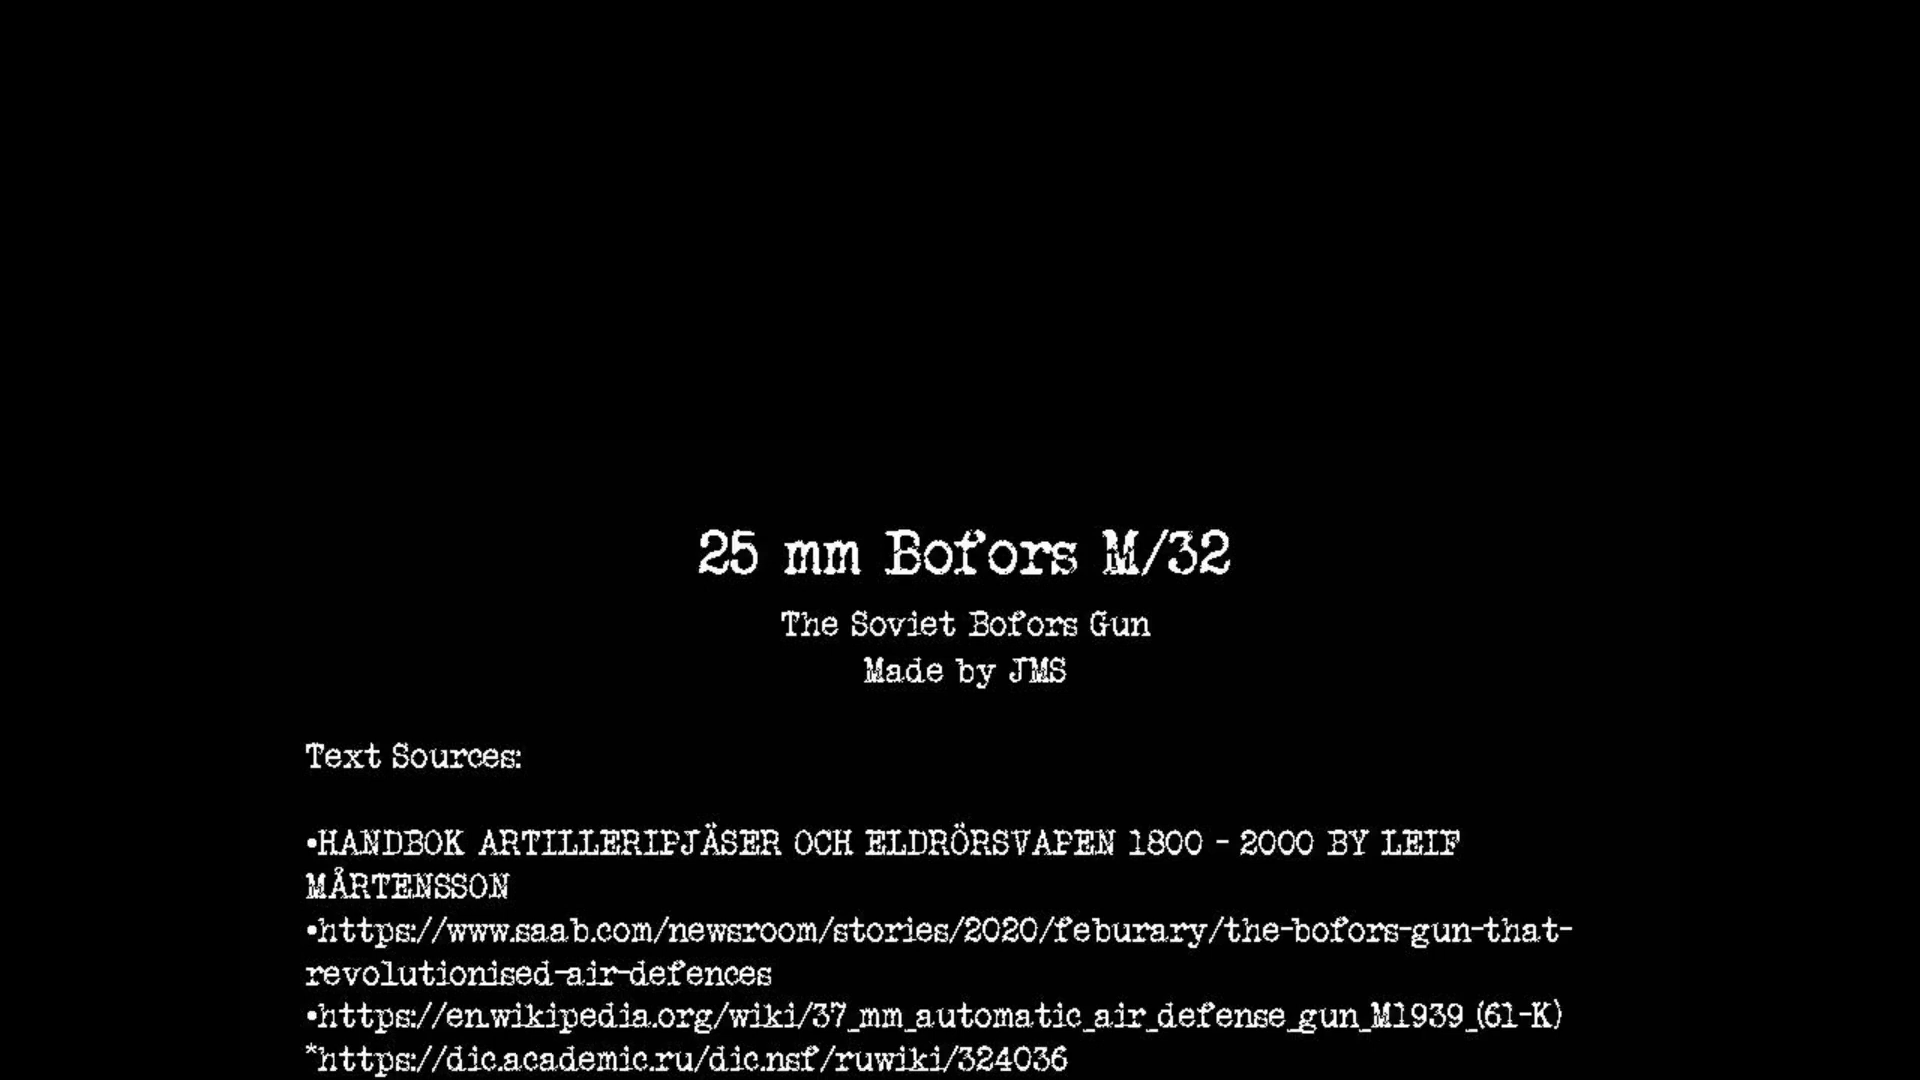 25 mm Bofors M/32
The Soviet Bofors Gun
Made by JMS
Text Sources:
•HANDBOK ARTILLERIPJÄSER OCH ELDRÖRSVAPEN 1800 - 2000 BY LEIF
MÅRTENSSON
•https://www.saab.com/newsroom/stories/2020/feburary/the-bofors-gun-that-
revolutionised-air-defences
•https://en.wikipedia.org/wiki/37_mm_automatic_air_defense_gun_M1939_(61-K)
*https://dic.academic.ru/dic.nsf/ruwiki/324036